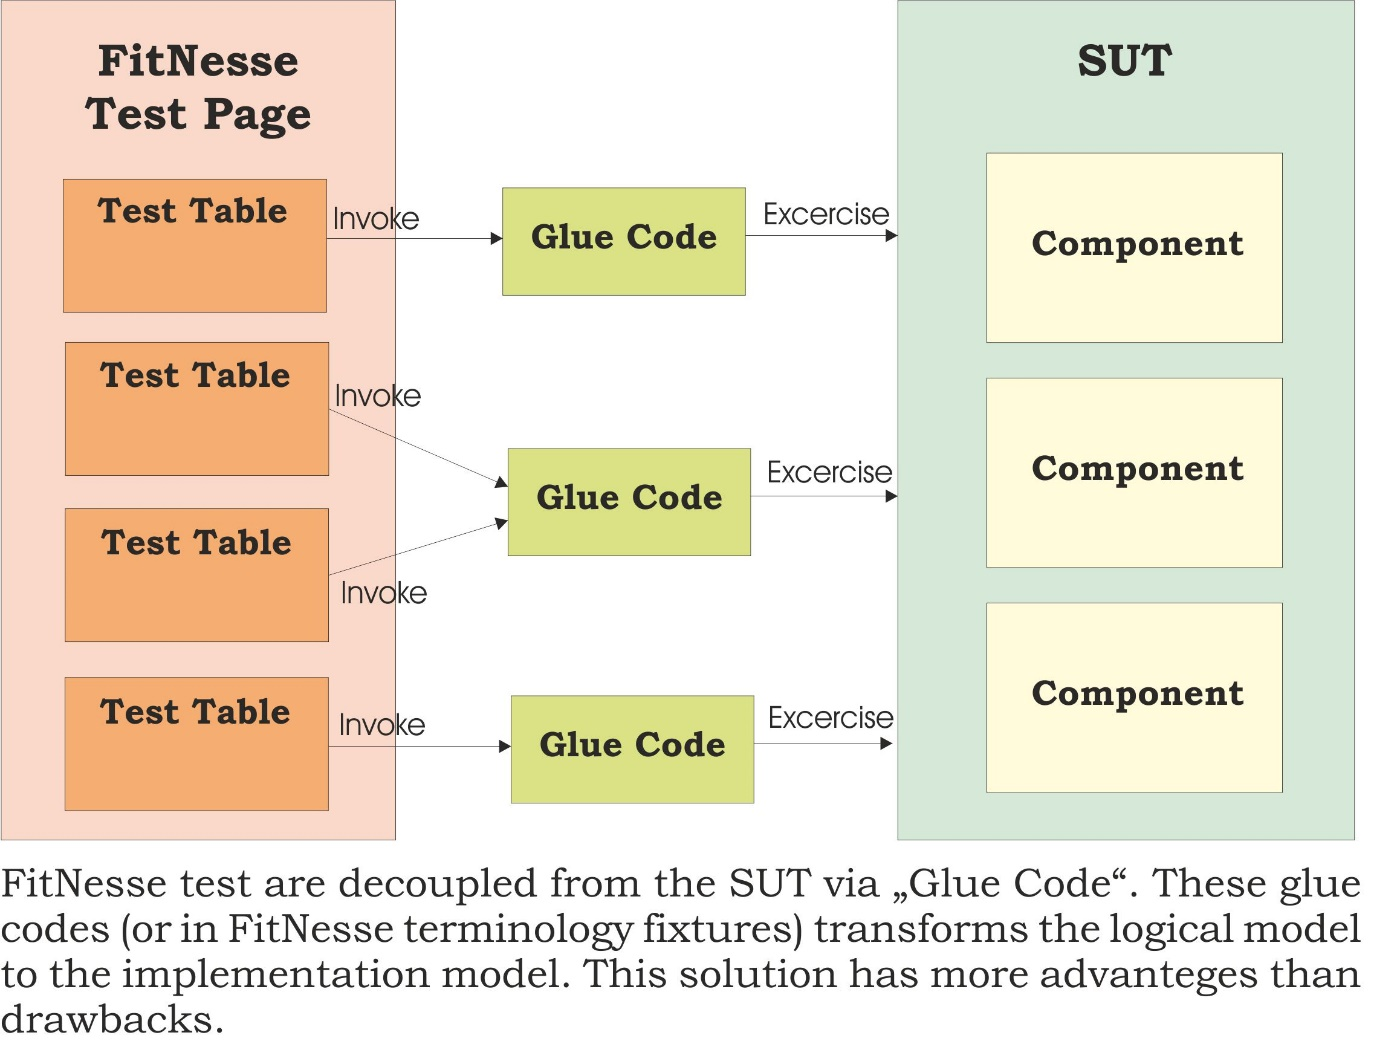 FitNesse
Test Page
SUT
Test Table
Invoke
Glue Code
Excercise
Component
Test Table
Invoke
Glue Code
Excercise
Component
Test Table
Invoke
Test Table
Invoke
Glue Code
Excercise
Component
FitNesse test are decoupled from the SUT via „Glue Code“. These glue
codes (or in FitNesse terminology fixtures) transforms the logical model
to the implementation model. This solution has more advanteges than
drawbacks.